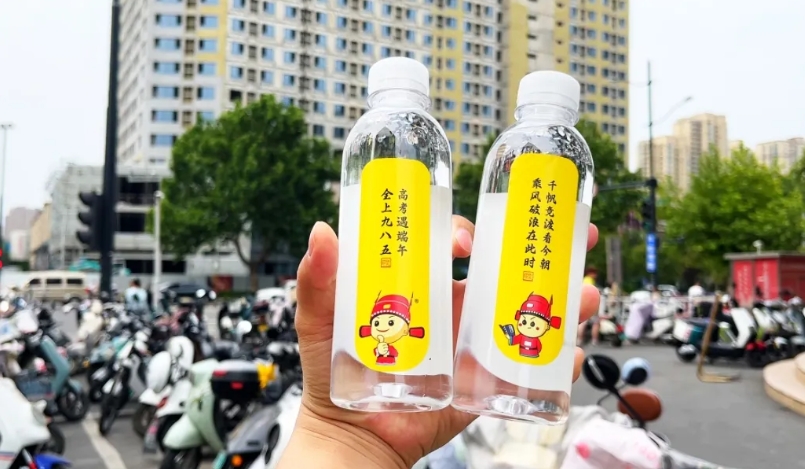 高考遇端午
全上九八五
千帆竞渡看今朝
乘风破浪在此时